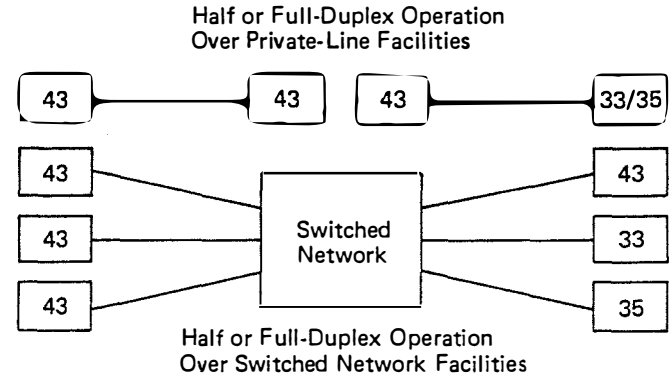 Half or Full-Duplex Operation
Over Private-Line Facilities
43 43 43 33/35
43 43
43 Switched Network 33
43 35
Half or Full-Duplex Operation
Over Switched Network Facilities